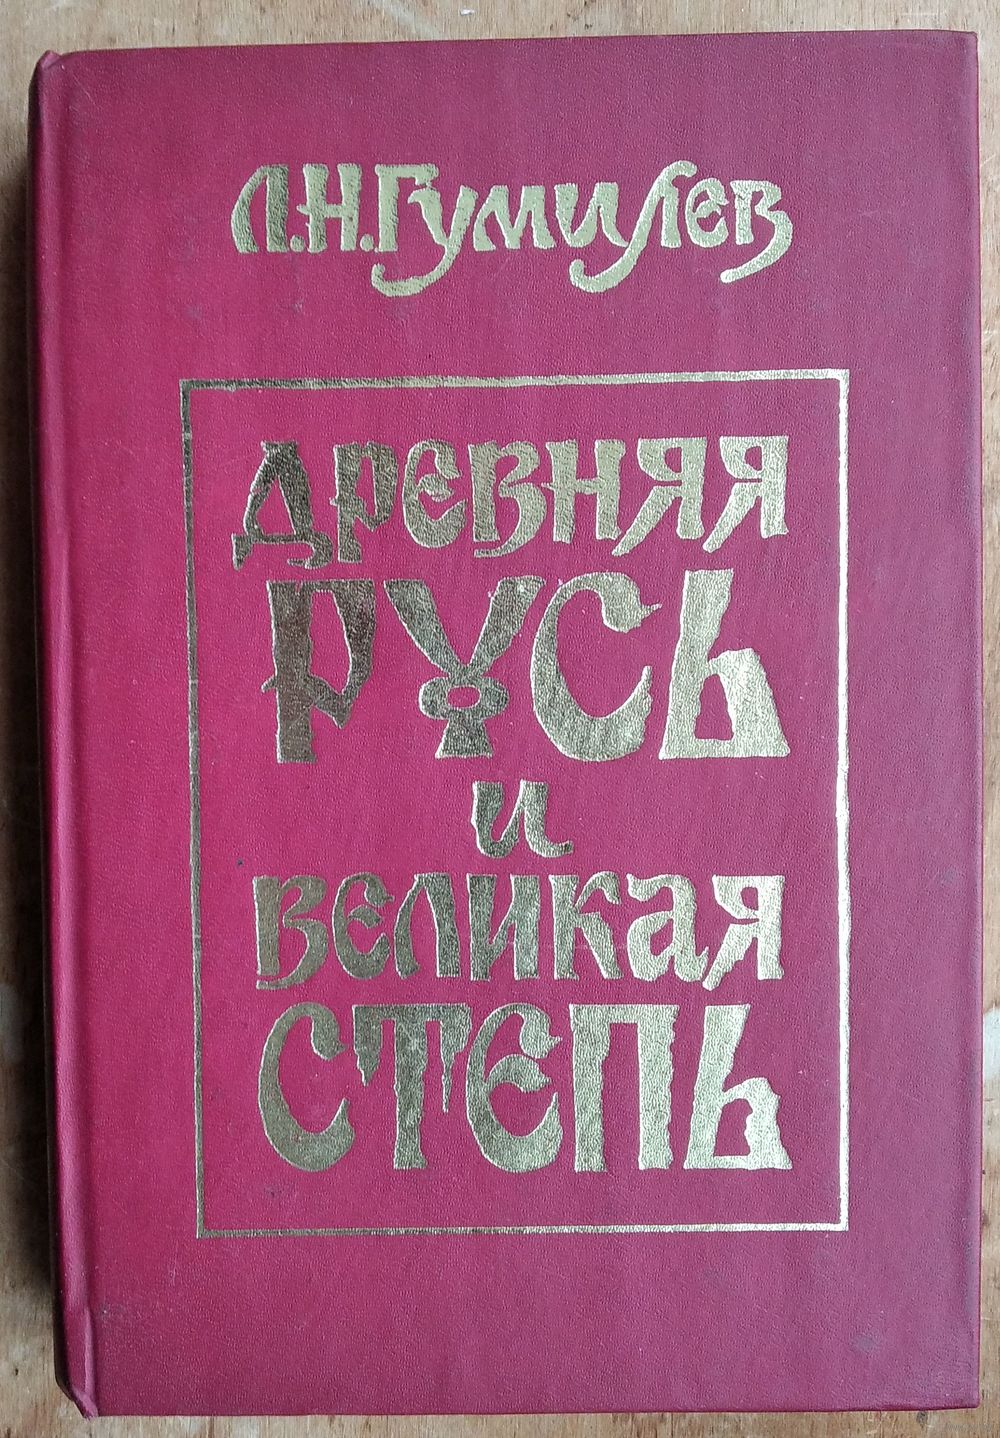 Л.Н.Гумилев
ДРЕВНЯЯ
РУСЬ
и
ВЕЛИКАЯ
СТЕПЬ